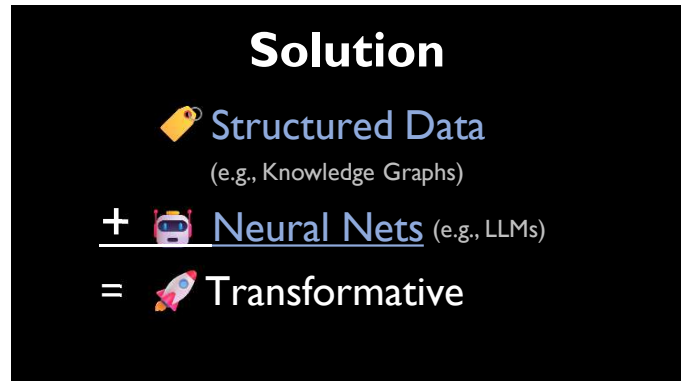 Solution
Structured Data
(e.g., Knowledge Graphs)
+ Neural Nets (e.g., LLMs)
= Transformative